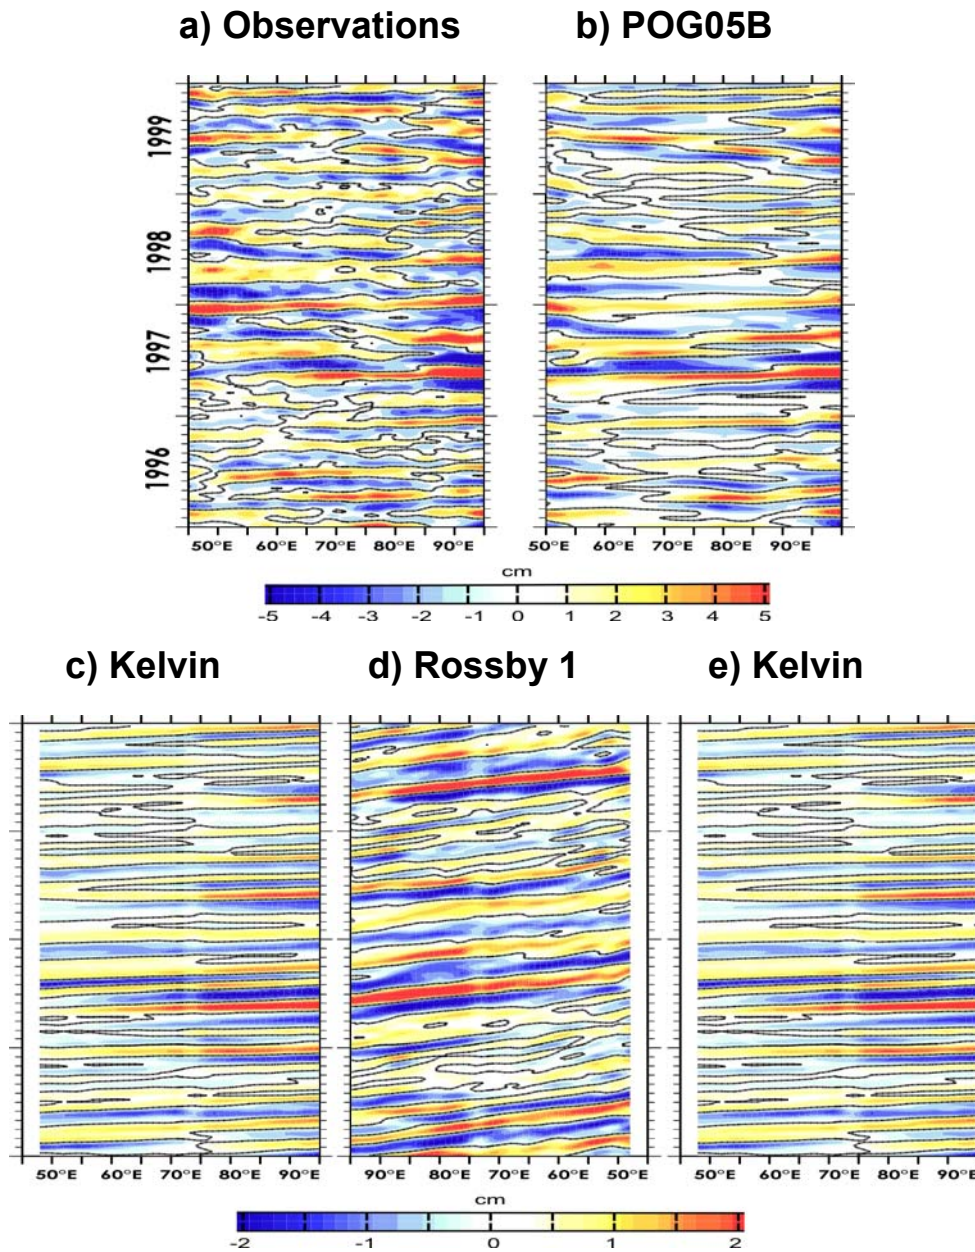 a) Observations b) POG05B
1999
1998
1997
1996
50°E 60°E 70°E 80°E 90°E 50°E 60°E 70°E 80°E 90°E
cm
-5 -4 -3 -2 -1 0 1 2 3 4 5
c) Kelvin d) Rossby 1 e) Kelvin
50°E 60°E 70°E 80°E 90°E 90°E 80°E 70°E 60°E 50°E 50°E 60°E 70°E 80°E 90°E
cm
-2 -1 0 1 2